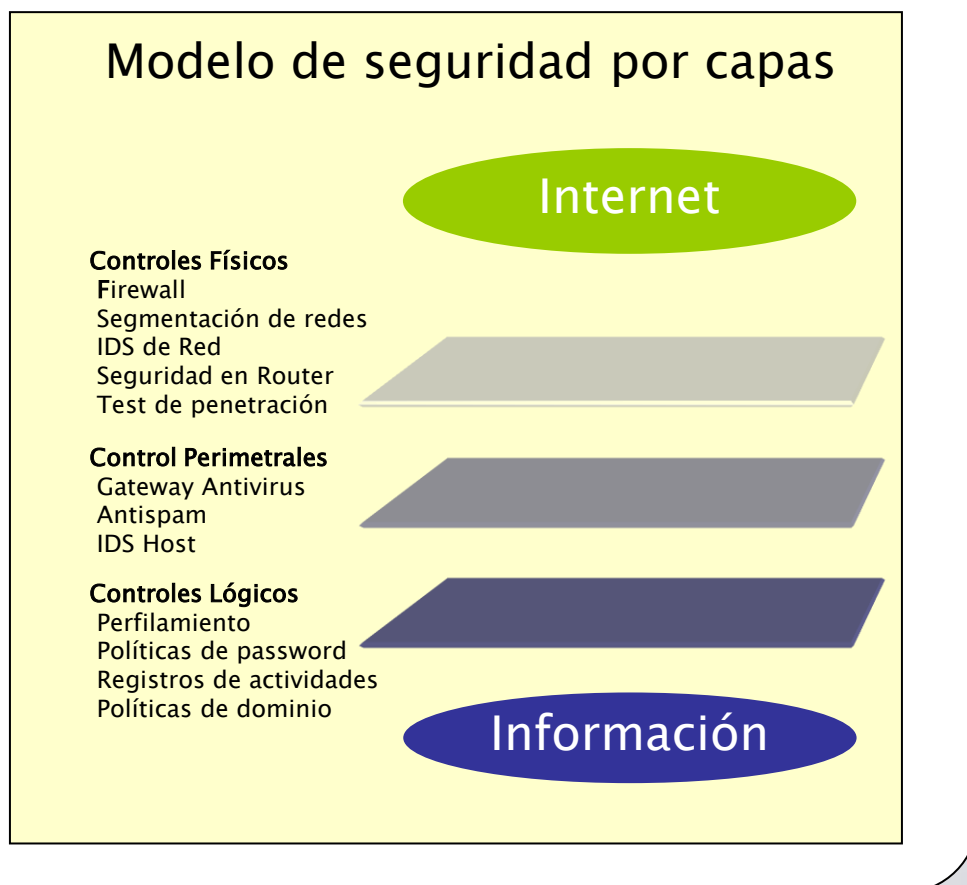 Modelo de seguridad por capas
Internet
Controles Físicos
Firewall
Segmentación de redes
IDS de Red
Seguridad en Router
Test de penetración
Control Perimetrales
Gateway Antivirus
Antispam
IDS Host
Controles Lógicos
Perfilamiento
Políticas de password
Registros de actividades
Políticas de dominio
Información